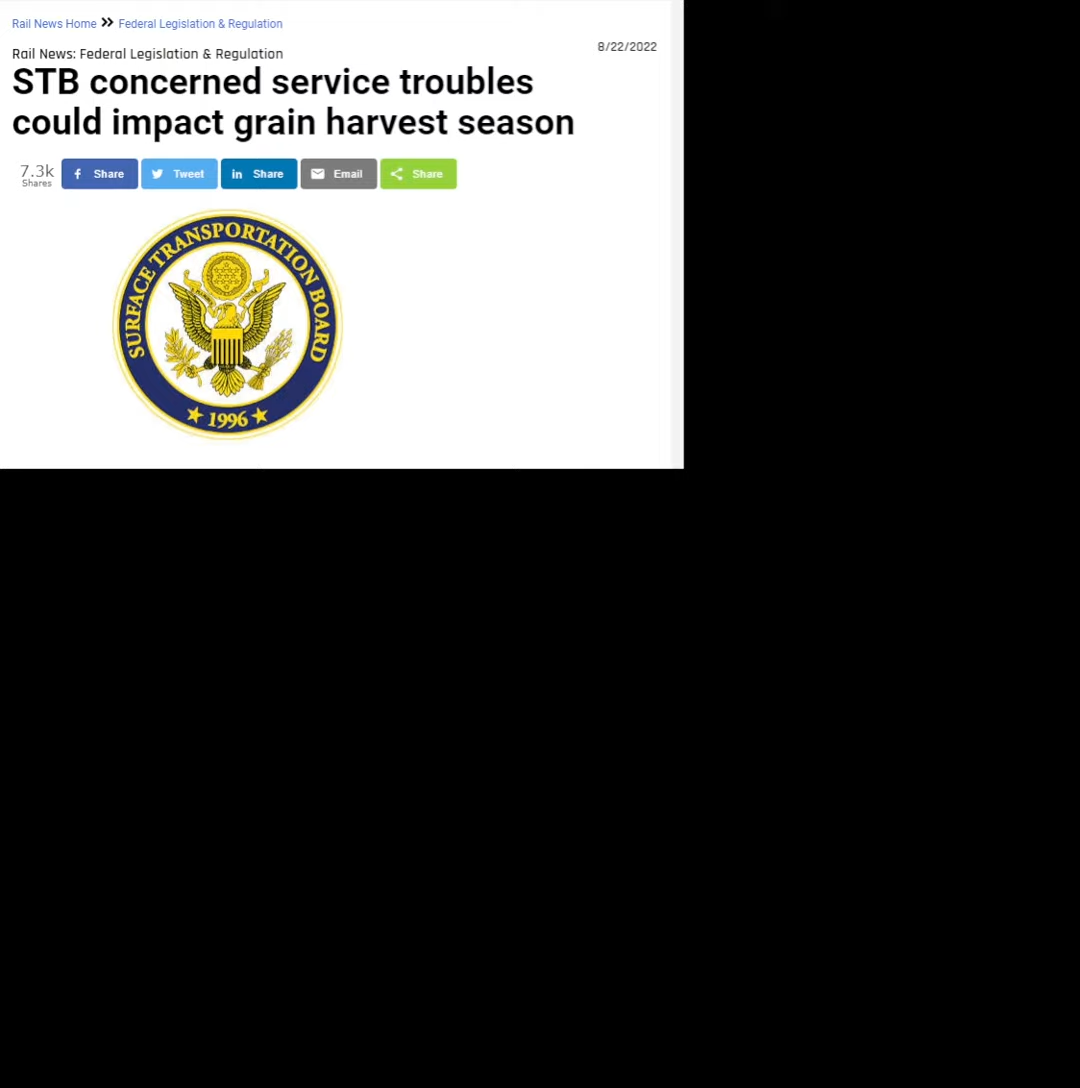 Rail News Home » Federal Legislation & Regulation
8/22/2022
Rail News: Federal Legislation & Regulation
STB concerned service troubles
could impact grain harvest season
7.3k
Shares
Share
Tweet
in Share
Email
Share
SURFACE TRANSPORTATION BOARD
1996